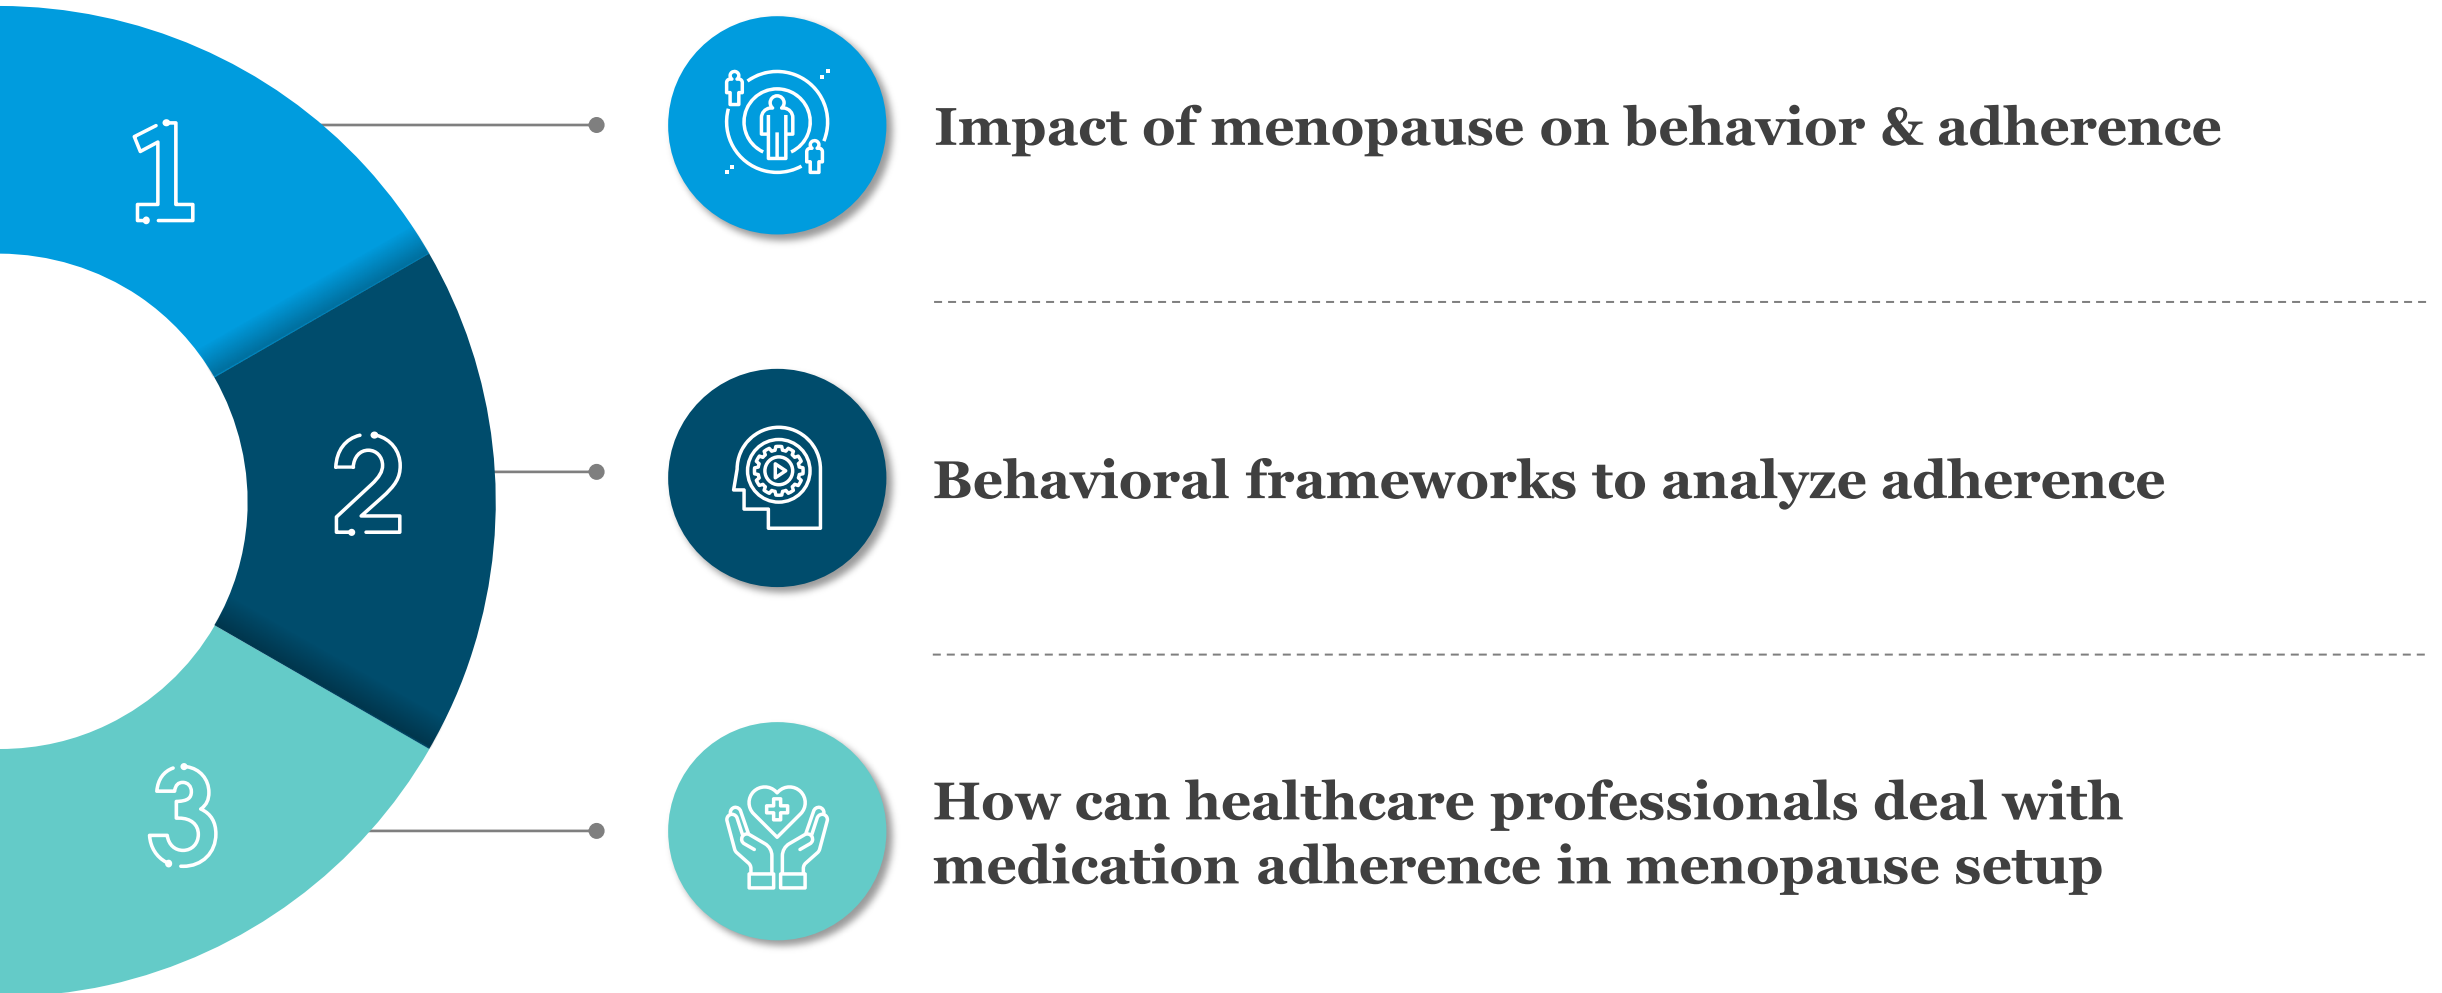 1
Impact of menopause on behavior & adherence
2
Behavioral frameworks to analyze adherence
3
How can healthcare professionals deal with
medication adherence in menopause setup